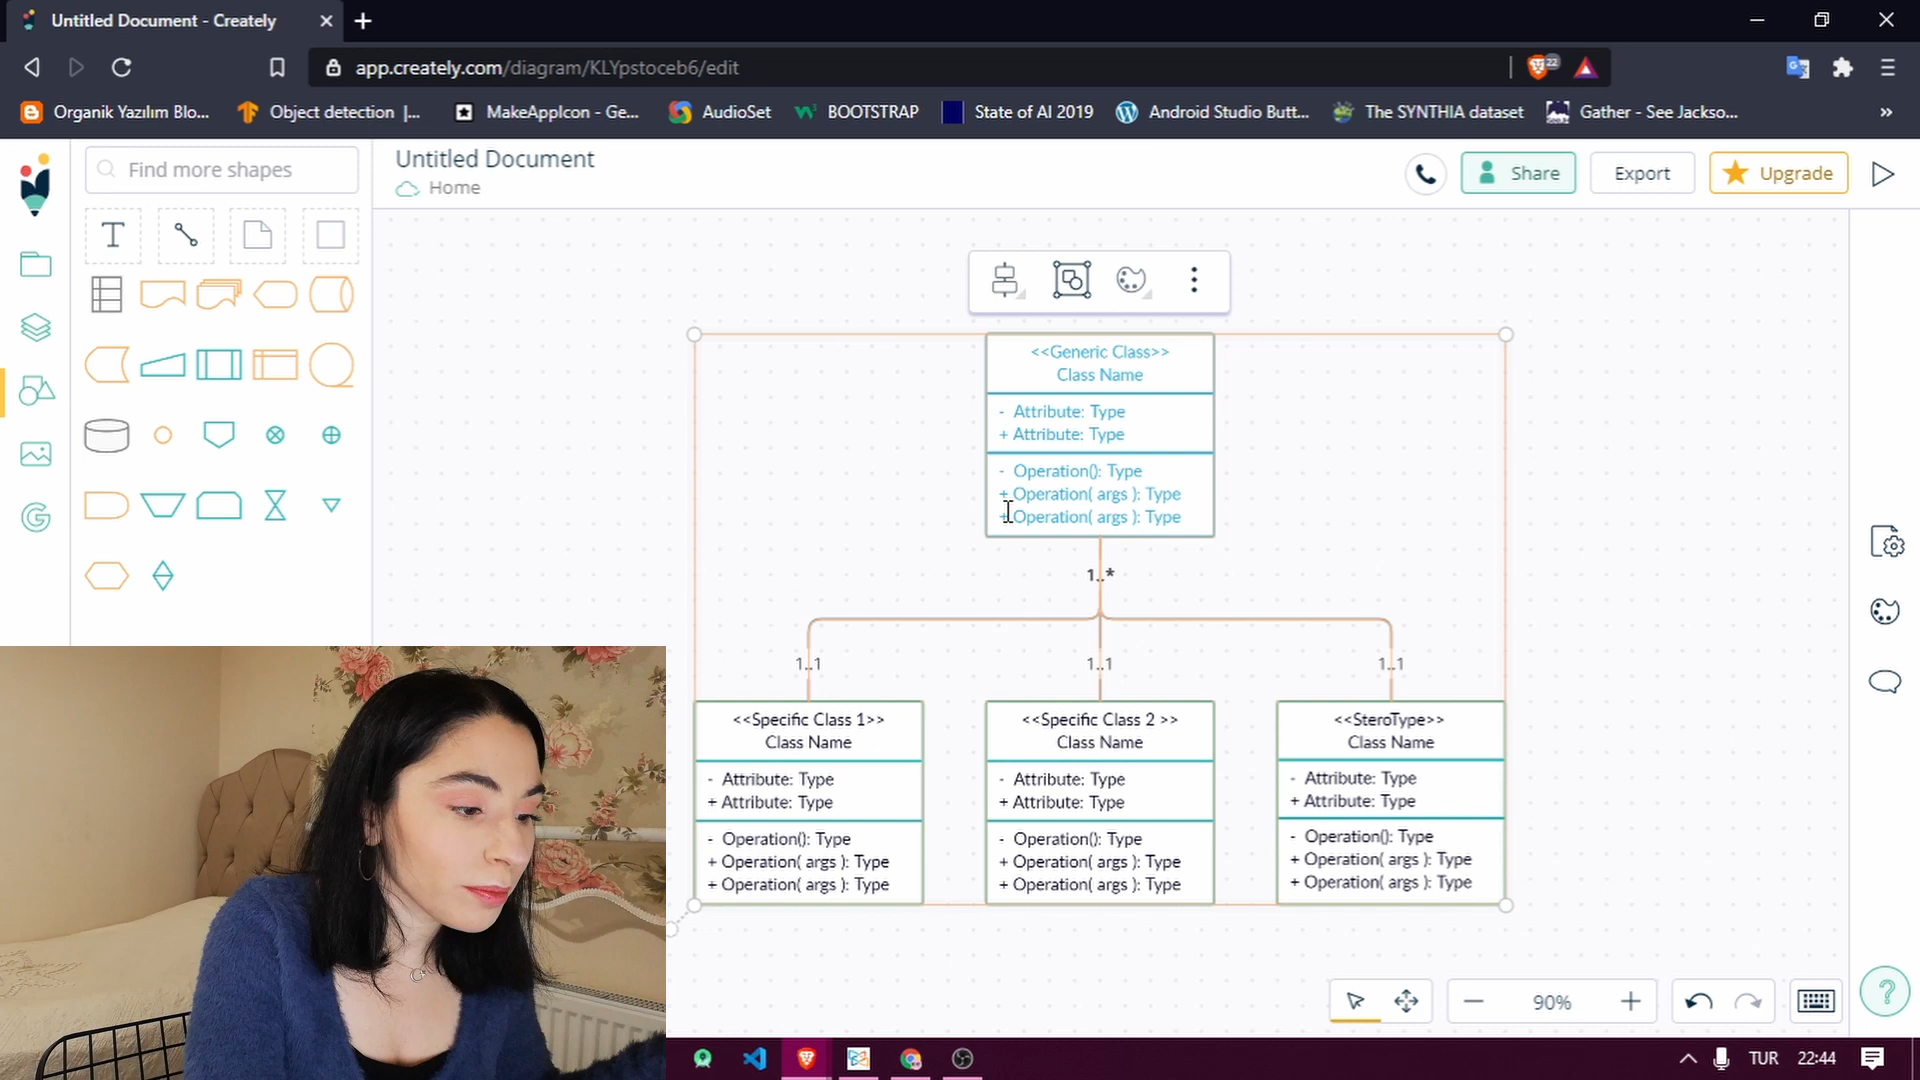 Untitled Document - Creately
app.creately.com/diagram/KLYpstoceb6/edit
22
Organik Yazılım Blo...
Object detection |...
MakeAppIcon - Ge...
AudioSet
BOOTSTRAP
State of AI 2019
Android Studio Butt...
The SYNTHIA dataset
Gather - See Jackso...
»
Find more shapes
Untitled Document
Home
Share
Export
Upgrade
T
<<Generic Class>>
Class Name
- Attribute: Type
+ Attribute: Type
- Operation(): Type
+ Operation( args ): Type
+ Operation( args ): Type
1..*
1..1
1..1
1..1
<<Specific Class 1>>
Class Name
- Attribute: Type
+ Attribute: Type
- Operation(): Type
+ Operation( args ): Type
+ Operation( args ): Type
<<Specific Class 2 >>
Class Name
- Attribute: Type
+ Attribute: Type
- Operation(): Type
+ Operation( args ): Type
+ Operation( args ): Type
<<SteroType>>
Class Name
- Attribute: Type
+ Attribute: Type
- Operation(): Type
+ Operation( args ): Type
+ Operation( args ): Type
90%
?
TUR
22:44